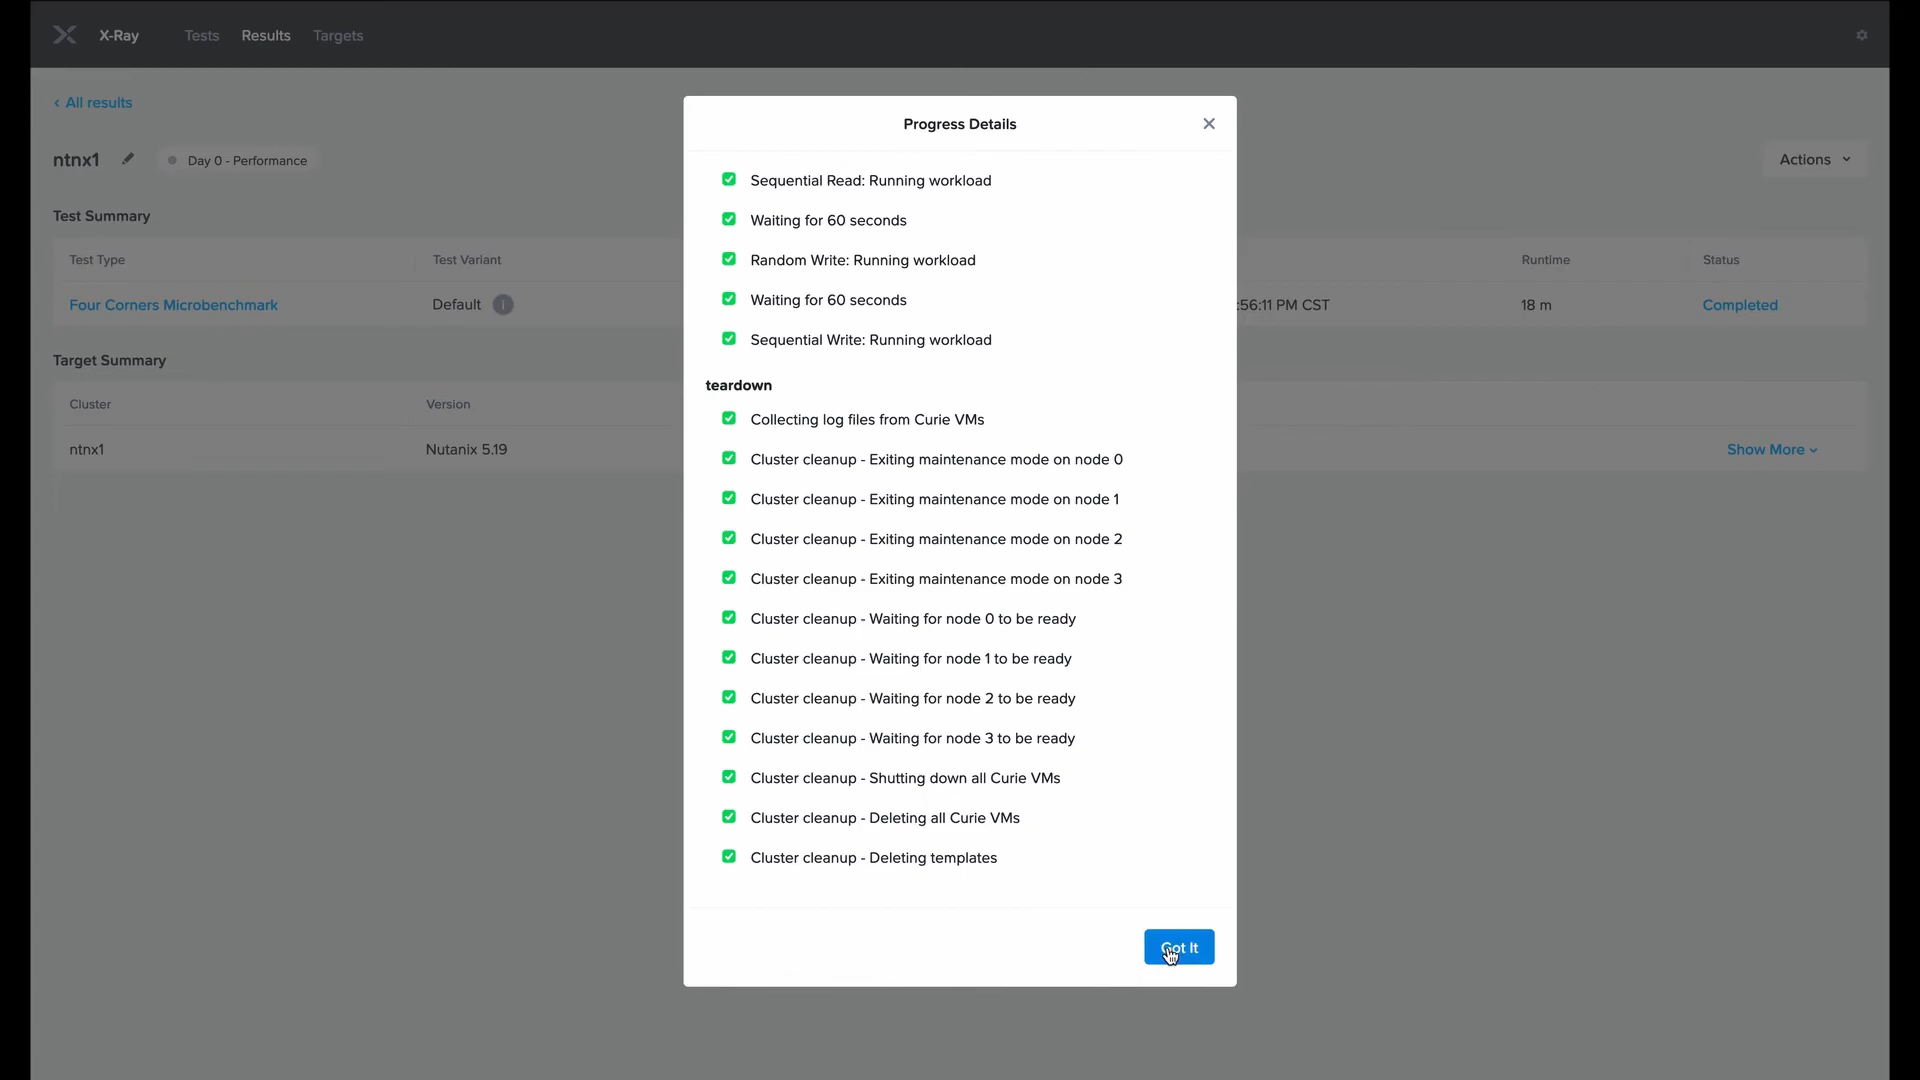 X-Ray Tests Results Targets
‹ All results
ntnx1 Day 0 - Performance Actions
Test Summary
Test Type Test Variant Runtime Status
Four Corners Microbenchmark Default :56:11 PM CST 18 m Completed
Target Summary
Cluster Version
ntnx1 Nutanix 5.19 Show More
Progress Details
Sequential Read: Running workload
Waiting for 60 seconds
Random Write: Running workload
Waiting for 60 seconds
Sequential Write: Running workload
teardown
Collecting log files from Curie VMs
Cluster cleanup - Exiting maintenance mode on node 0
Cluster cleanup - Exiting maintenance mode on node 1
Cluster cleanup - Exiting maintenance mode on node 2
Cluster cleanup - Exiting maintenance mode on node 3
Cluster cleanup - Waiting for node 0 to be ready
Cluster cleanup - Waiting for node 1 to be ready
Cluster cleanup - Waiting for node 2 to be ready
Cluster cleanup - Waiting for node 3 to be ready
Cluster cleanup - Shutting down all Curie VMs
Cluster cleanup - Deleting all Curie VMs
Cluster cleanup - Deleting templates
Got It